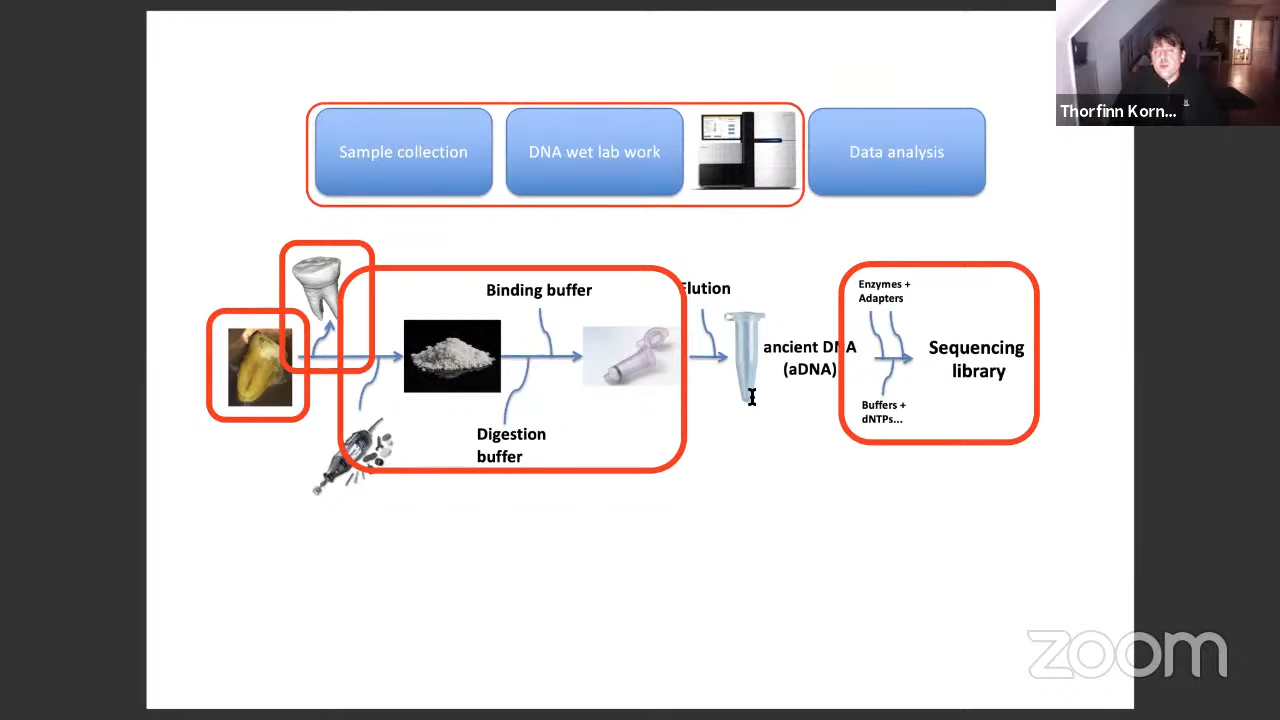 Thorfinn Korn...
Sample collection
DNA wet lab work
Data analysis
Binding buffer
Elution
Enzymes +
Adapters
ancient DNA
(aDNA)
Sequencing
library
Buffers +
dNTPs...
Digestion
buffer
zoom